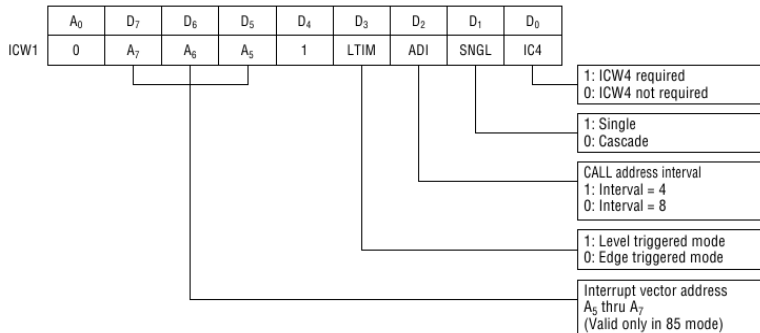 A₀ D₇ D₆ D₅ D₄ D₃ D₂ D₁ D₀
ICW1 0 A₇ A₆ A₅ 1 LTIM ADI SNGL IC4
1: ICW4 required
0: ICW4 not required
1: Single
0: Cascade
CALL address interval
1: Interval = 4
0: Interval = 8
1: Level triggered mode
0: Edge triggered mode
Interrupt vector address
A₅ thru A₇
(Valid only in 85 mode)